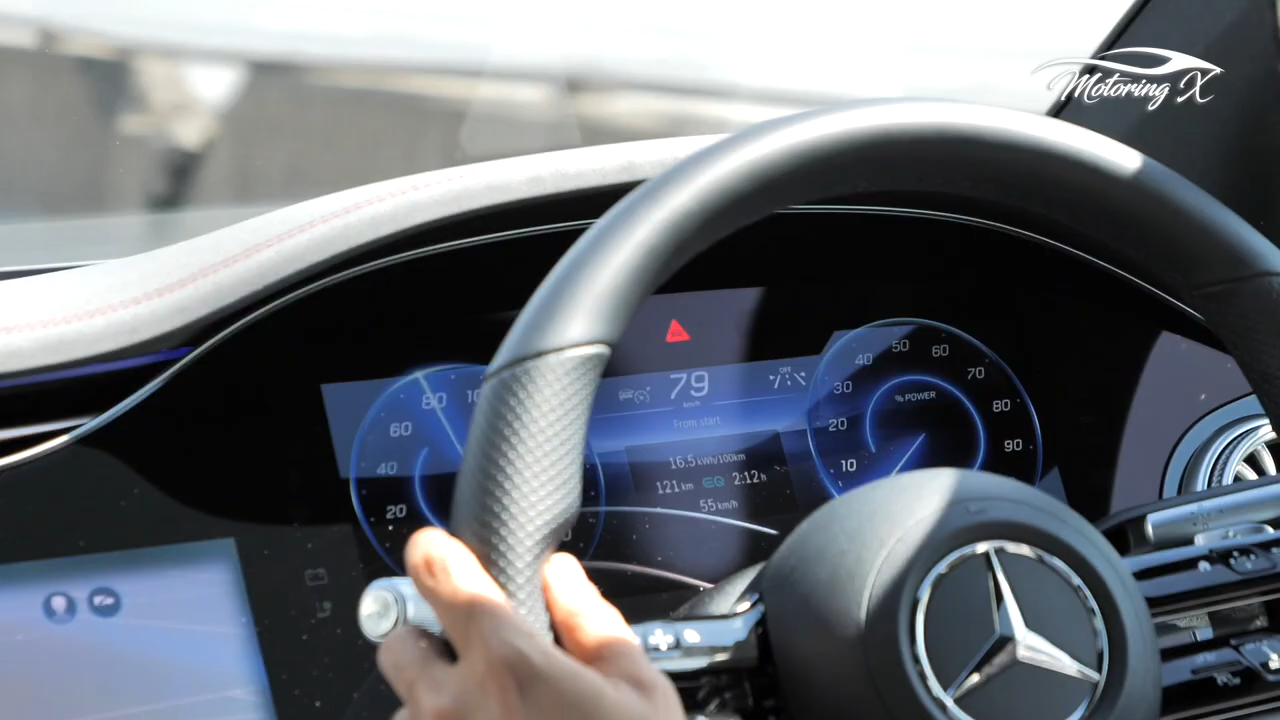 Motoring X
79
km/h
OFF
From start
16.5 kWh/100km
121 km EQ 2:12 h
55 km/h
20
40
60
80
10
20
30
40
50
60
70
80
90
% POWER